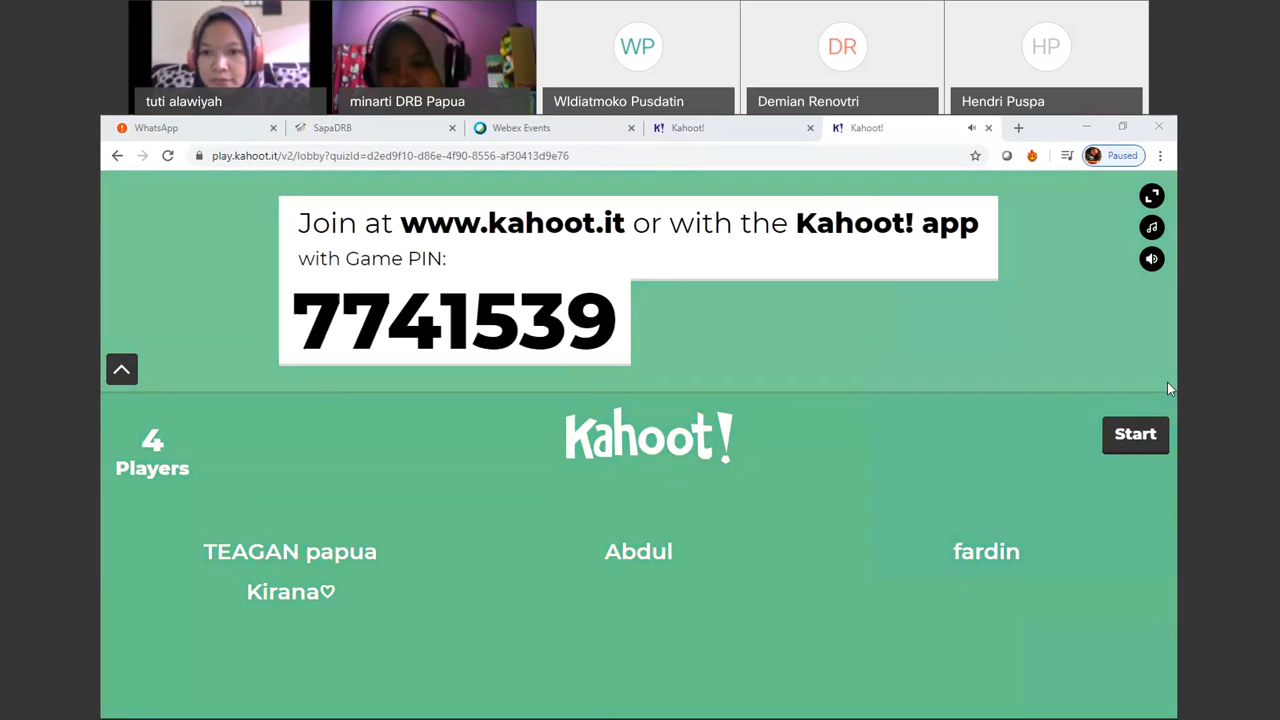 WP
DR
HP
tuti alawiyah
minarti DRB Papua
WIdiatmoko Pusdatin
Demian Renovtri
Hendri Puspa
WhatsApp
SapaDRB
Webex Events
K! Kahoot!
K! Kahoot!
play.kahoot.it/v2/lobby?quizId=d2ed9f10-d86e-4f90-8556-af30413d9e76
Paused
Join at www.kahoot.it or with the Kahoot! app
with Game PIN:
7741539
4
Players
Kahoot!
Start
TEAGAN papua
Abdul
fardin
Kirana♡